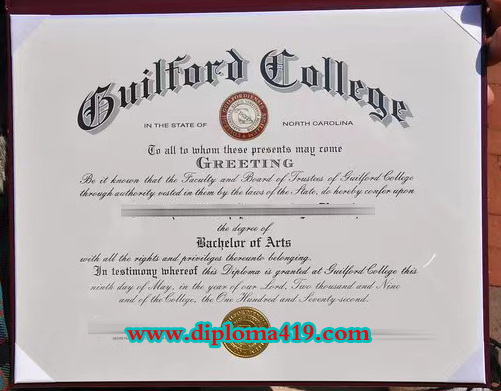 Guilford College
IN THE STATE OF NORTH CAROLINA
To all to whom these presents may come
GREETING
Be it known that the Faculty and Board of Trustees of Guilford College
through authority vested in them by the laws of the State, do hereby confer upon
the degree of
Bachelor of Arts
with all the rights and privileges thereunto belonging.
In testimony whereof this Diploma is granted at Guilford College this
ninth day of May, in the year of our Lord, Two thousand and Nine
and of the College, the One Hundred and Seventy-second.
www.diploma419.com